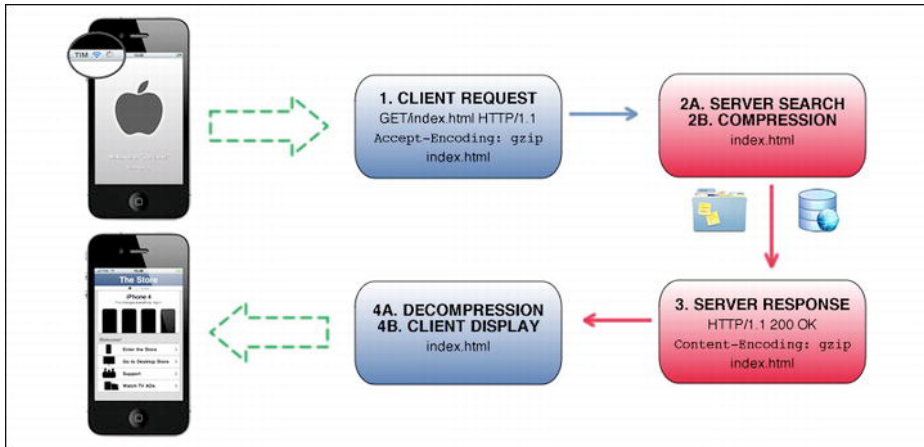 TIM
1. CLIENT REQUEST
GET/index.html HTTP/1.1
Accept-Encoding: gzip
index.html
2A. SERVER SEARCH
2B. COMPRESSION
index.html
The Store
iPhone 4
Enter the Store
Go to Desktop Store
Support
Watch TV ADs
4A. DECOMPRESSION
4B. CLIENT DISPLAY
index.html
3. SERVER RESPONSE
HTTP/1.1 200 OK
Content-Encoding: gzip
index.html